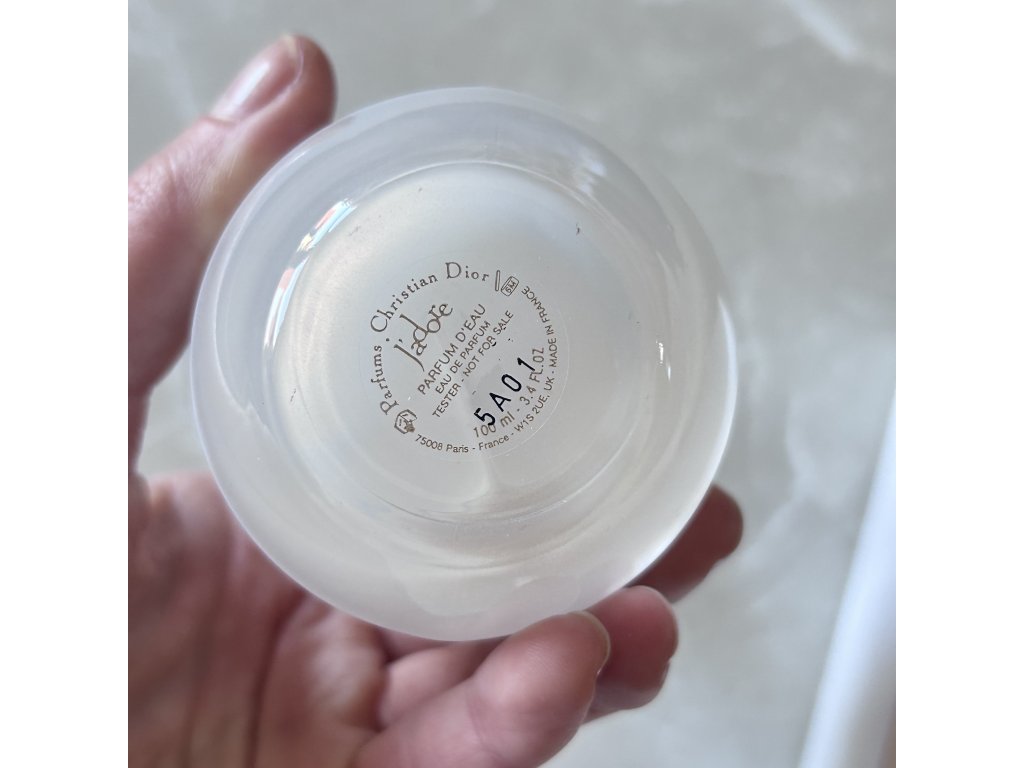 Parfums Christian Dior
J'adore
PARFUM D'EAU
EAU DE PARFUM
TESTER - NOT FOR SALE
5A01
100 ml - 3.4 FL.OZ
75008 Paris - France - W1S 2UE, UK - MADE IN FRANCE
6M